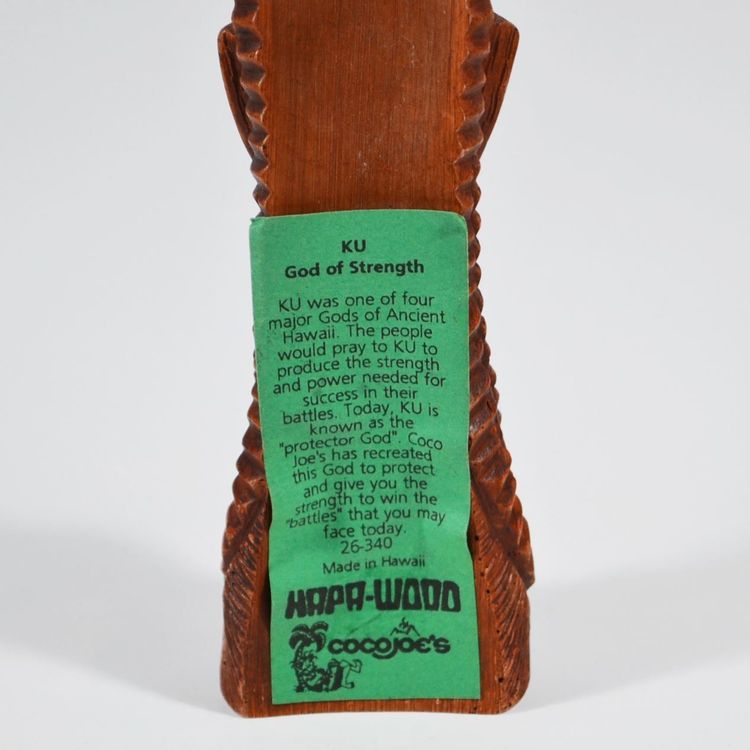 KU
God of Strength
KU was one of four
major Gods of Ancient
Hawaii. The people
would pray to KU to
produce the strength
and power needed for
success in their
battles. Today, KU is
known as the
"protector God". Coco
Joe's has recreated
this God to protect
and give you the
strength to win the
"battles" that you may
face today.
26-340
Made in Hawaii
HAPA-WOOD
COCO JOE'S